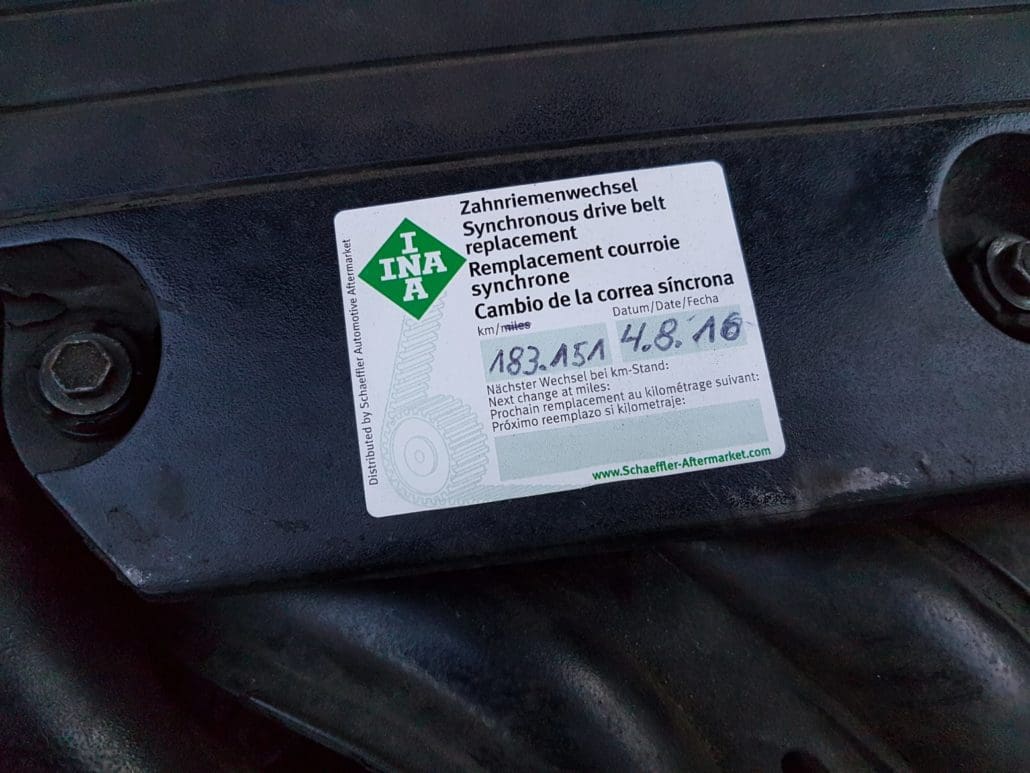 Distributed by Schaeffler Automotive Aftermarket
INA
INA
Zahnriemenwechsel
Synchronous drive belt
replacement
Remplacement courroie
synchrone
Cambio de la correa síncrona
km/miles
Datum/Date/Fecha
183.151
4.8.16
Nächster Wechsel bei km-Stand:
Next change at miles:
Prochain remplacement au kilométrage suivant:
Próximo reemplazo si kilometraje:
www.Schaeffler-Aftermarket.com